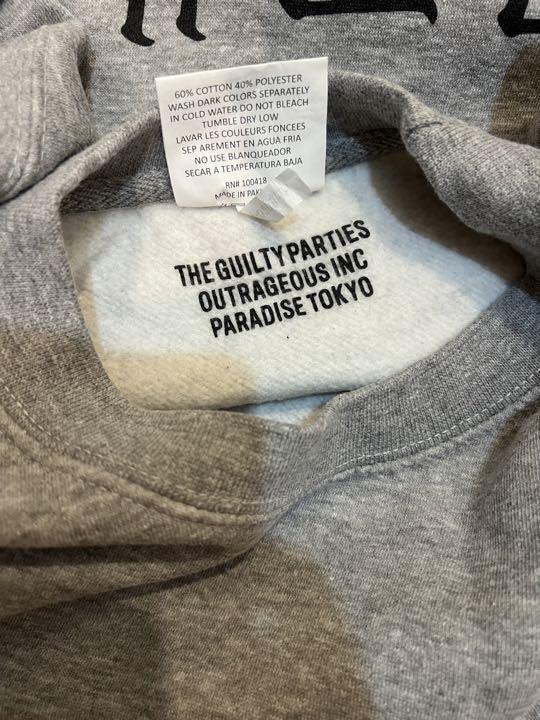 60% COTTON 40% POLYESTER
WASH DARK COLORS SEPARATELY
IN COLD WATER DO NOT BLEACH
TUMBLE DRY LOW
LAVAR LES COULEURS FONCEES
SEP AREMENT EN AGUA FRIA
NO USE BLANQUEADOR
SECAR A TEMPERATURA BAJA
RN# 100418
MADE IN
THE GUILTY PARTIES
OUTRAGEOUS INC
PARADISE TOKYO